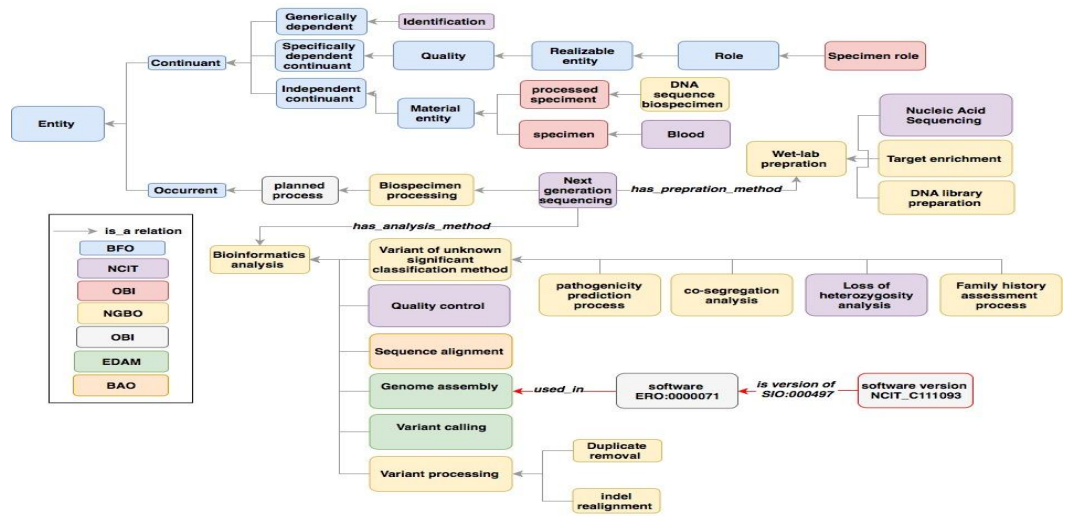 Generically
dependent
Identification
Continuant
Specifically
dependent
continuant
Quality
Realizable
entity
Role
Specimen role
Independent
continuant
Material
entity
processed
speciment
DNA
sequence
biospecimen
specimen
Blood
Entity
Nucleic Acid
Sequencing
Wet-lab
prepration
Target enrichment
DNA library
preparation
Occurrent
planned
process
Biospecimen
processing
Next
generation
sequencing
has_prepration_method
has_analysis_method
is_a relation
BFO
NCIT
OBI
NGBO
OBI
EDAM
BAO
Bioinformatics
analysis
Variant of unknown
significant
classification method
pathogenicity
prediction
process
co-segregation
analysis
Loss of
heterozygosity
analysis
Family history
assessment
process
Quality control
Sequence alignment
Genome assembly
used_in
software
ERO:0000071
is version of
SIO:000497
software version
NCIT_C111093
Variant calling
Variant processing
Duplicate
removal
indel
realignment